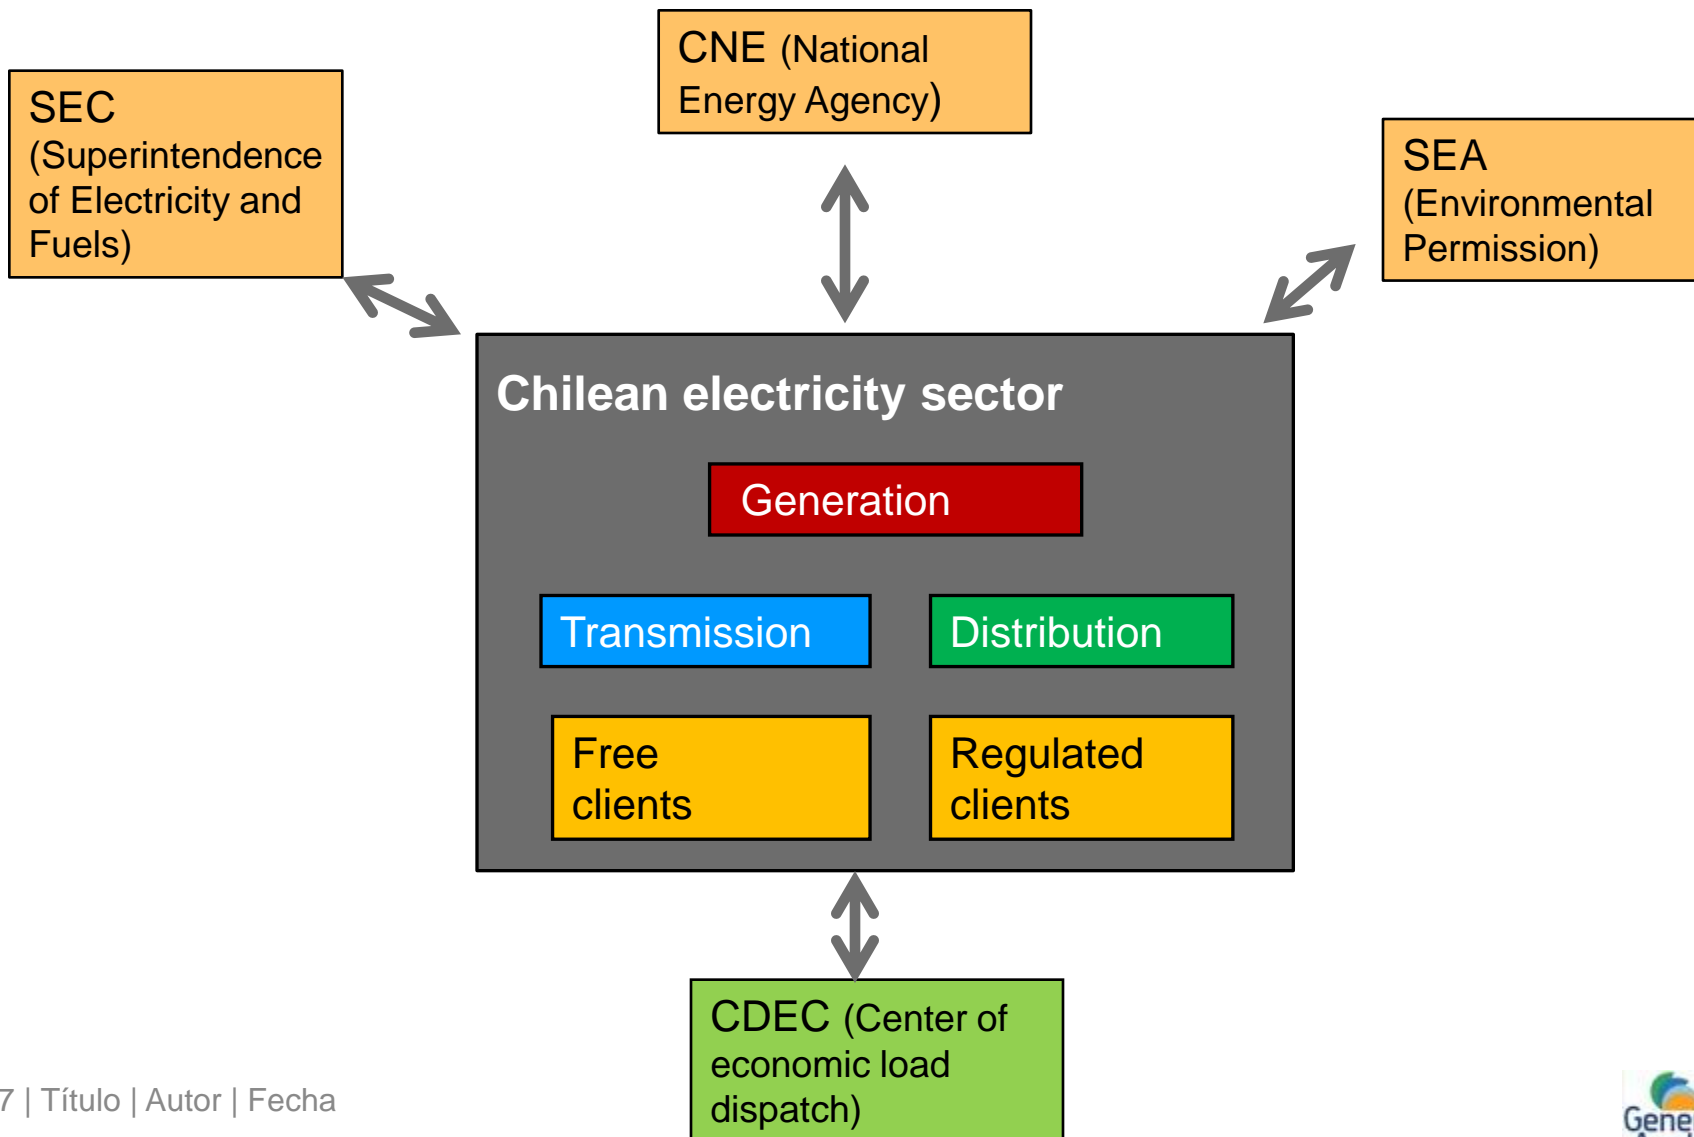 CNE (National
Energy Agency)
SEC
(Superintendence
of Electricity and
Fuels)
SEA
(Environmental
Permission)
Chilean electricity sector
Generation
Transmission
Distribution
Free
clients
Regulated
clients
CDEC (Center of
economic load
dispatch)
7 | Título | Autor | Fecha
Gene